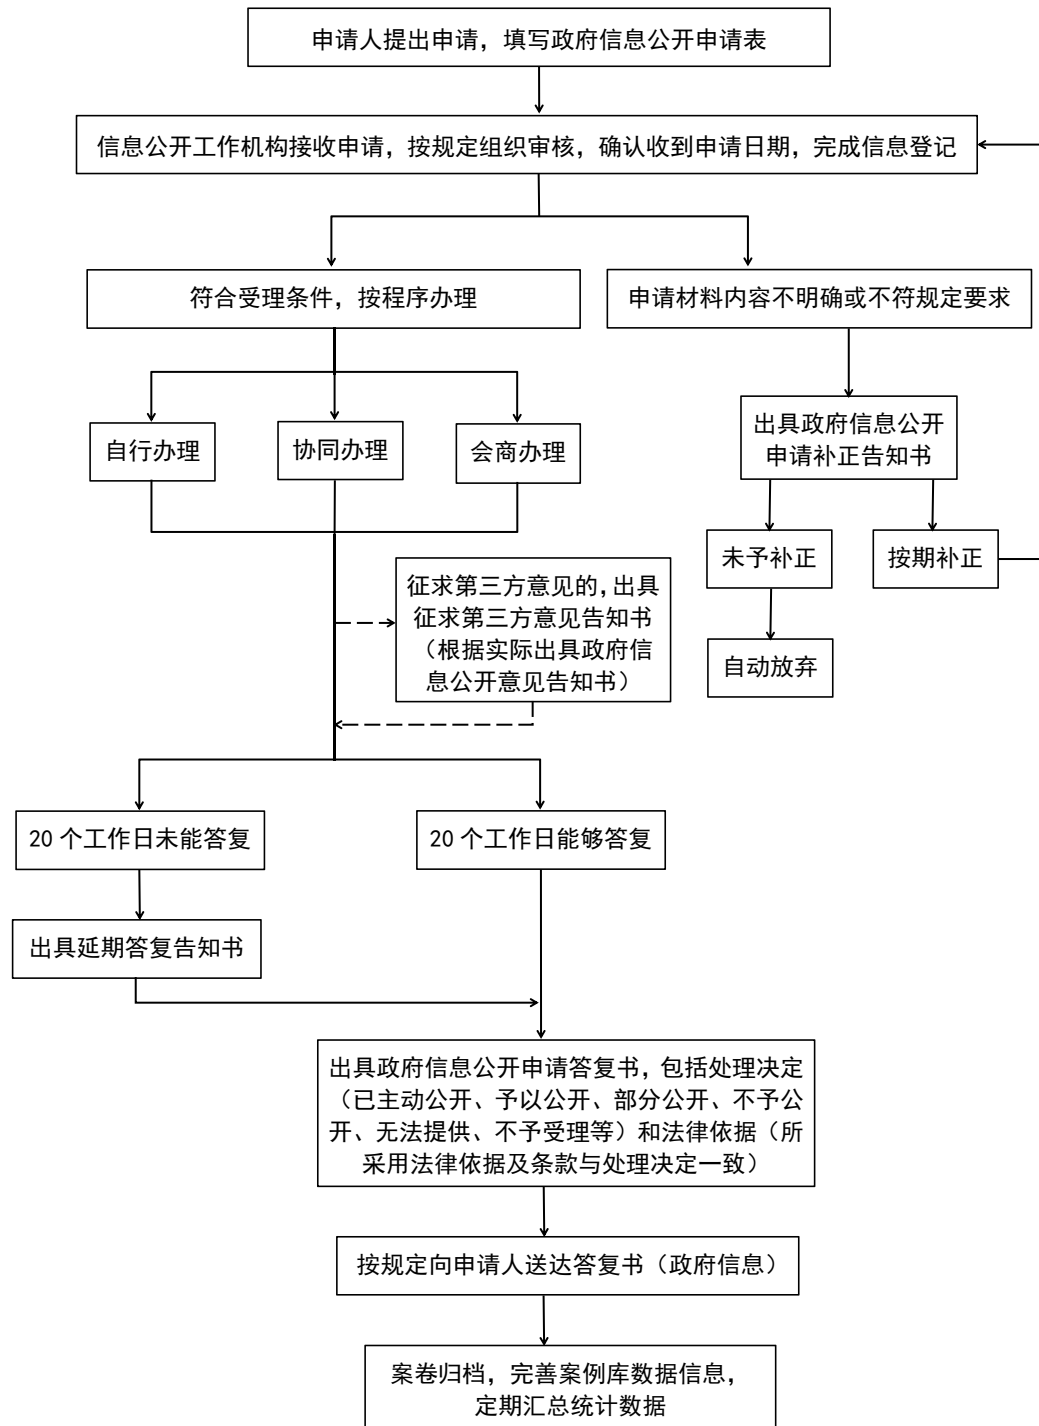 申请人提出申请，填写政府信息公开申请表
信息公开工作机构接收申请，按规定组织审核，确认收到申请日期，完成信息登记
符合受理条件，按程序办理
申请材料内容不明确或不符规定要求
自行办理
协同办理
会商办理
出具政府信息公开
申请补正告知书
未予补正
按期补正
自动放弃
征求第三方意见的，出具
征求第三方意见告知书
（根据实际出具政府信
息公开意见告知书）
20 个工作日未能答复
20 个工作日能够答复
出具延期答复告知书
出具政府信息公开申请答复书，包括处理决定
（已主动公开、予以公开、部分公开、不予公
开、无法提供、不予受理等）和法律依据（所
采用法律依据及条款与处理决定一致）
按规定向申请人送达答复书（政府信息）
案卷归档，完善案例库数据信息，
定期汇总统计数据